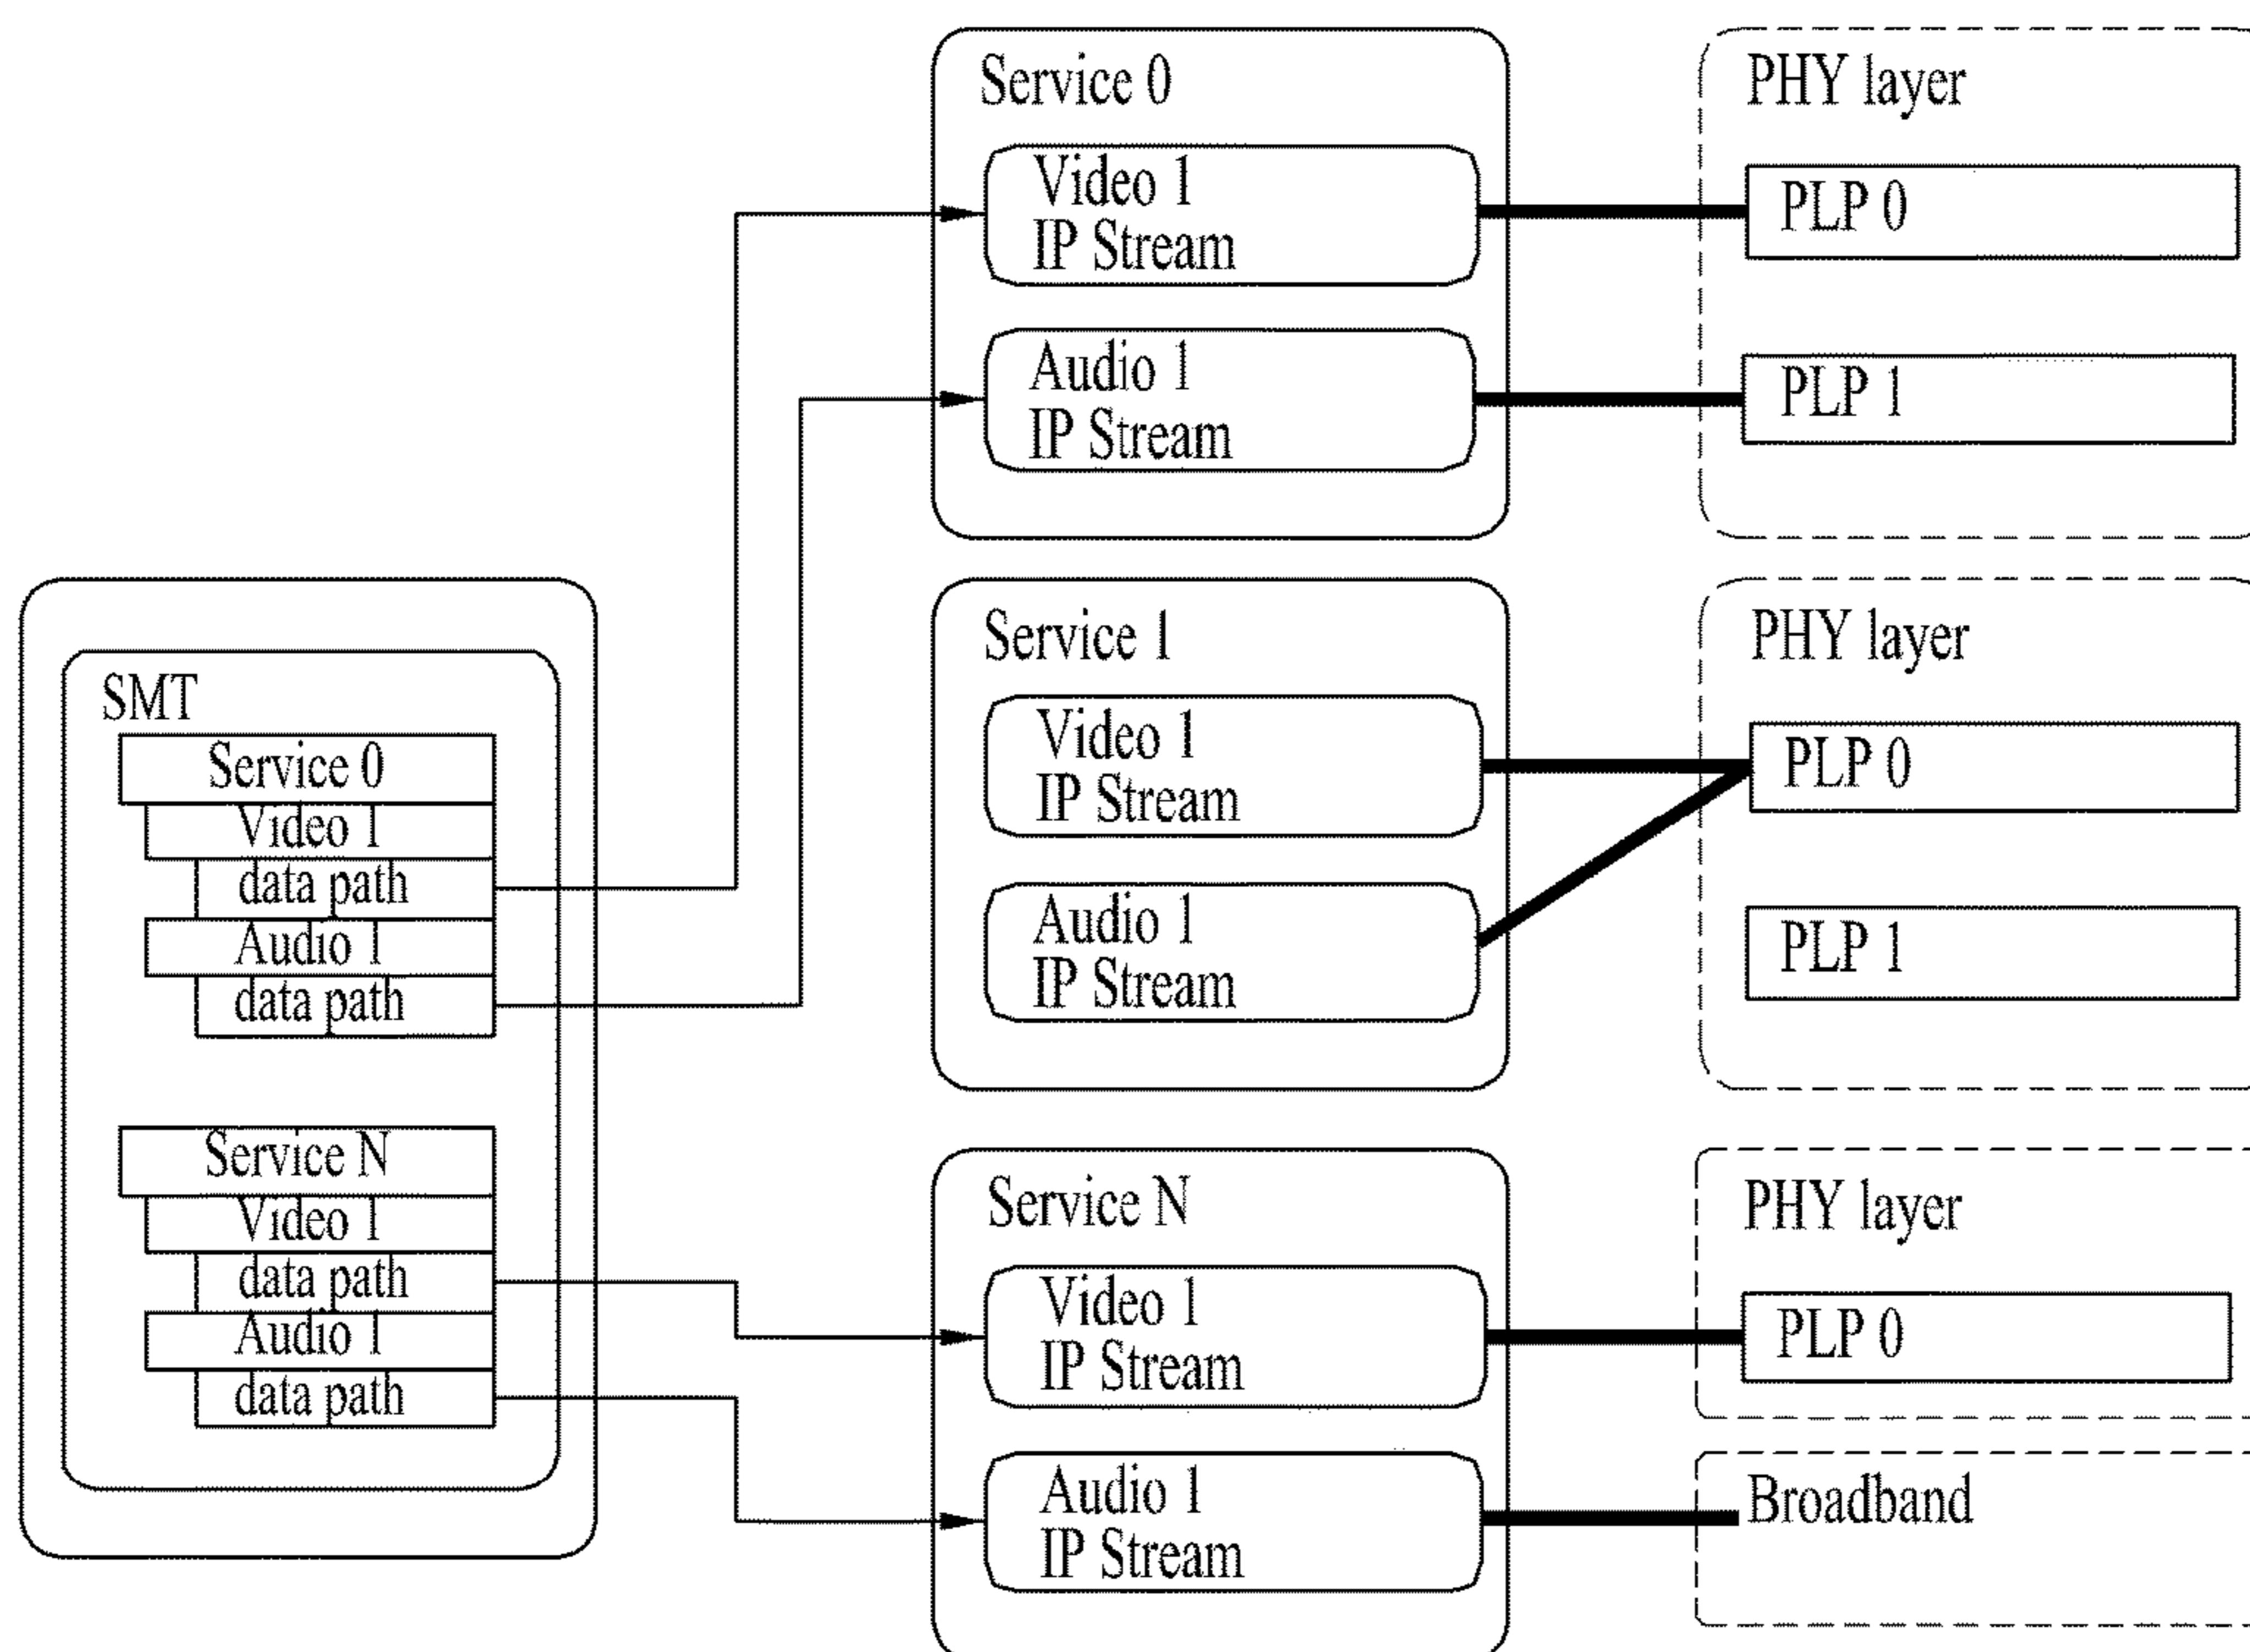 SMT
Service 0
Video 1
data path
Audio 1
data path
Service N
Video 1
data path
Audio 1
data path
Service 0
Video 1
IP Stream
Audio 1
IP Stream
PHY layer
PLP 0
PLP 1
Service 1
Video 1
IP Stream
Audio 1
IP Stream
PHY layer
PLP 0
PLP 1
Service N
Video 1
IP Stream
Audio 1
IP Stream
PHY layer
PLP 0
Broadband